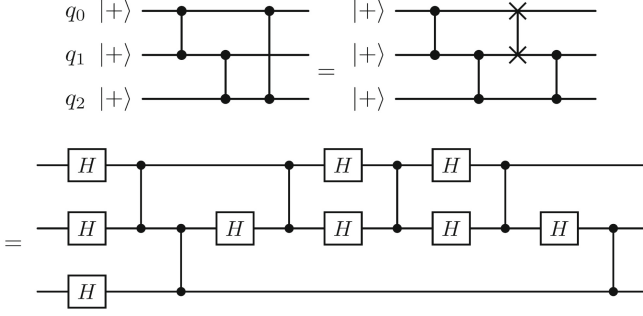 q₀ |+⟩ |+⟩
q₁ |+⟩ = |+⟩
q₂ |+⟩ |+⟩
H H H
= H H H H H
H